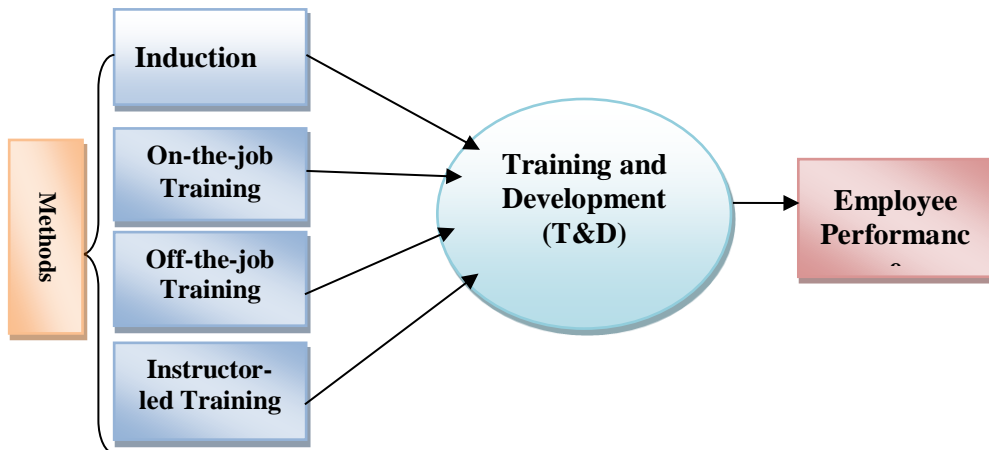 Methods
Induction
On-the-job
Training
Off-the-job
Training
Instructor-
led Training
Training and
Development
(T&D)
Employee
Performanc